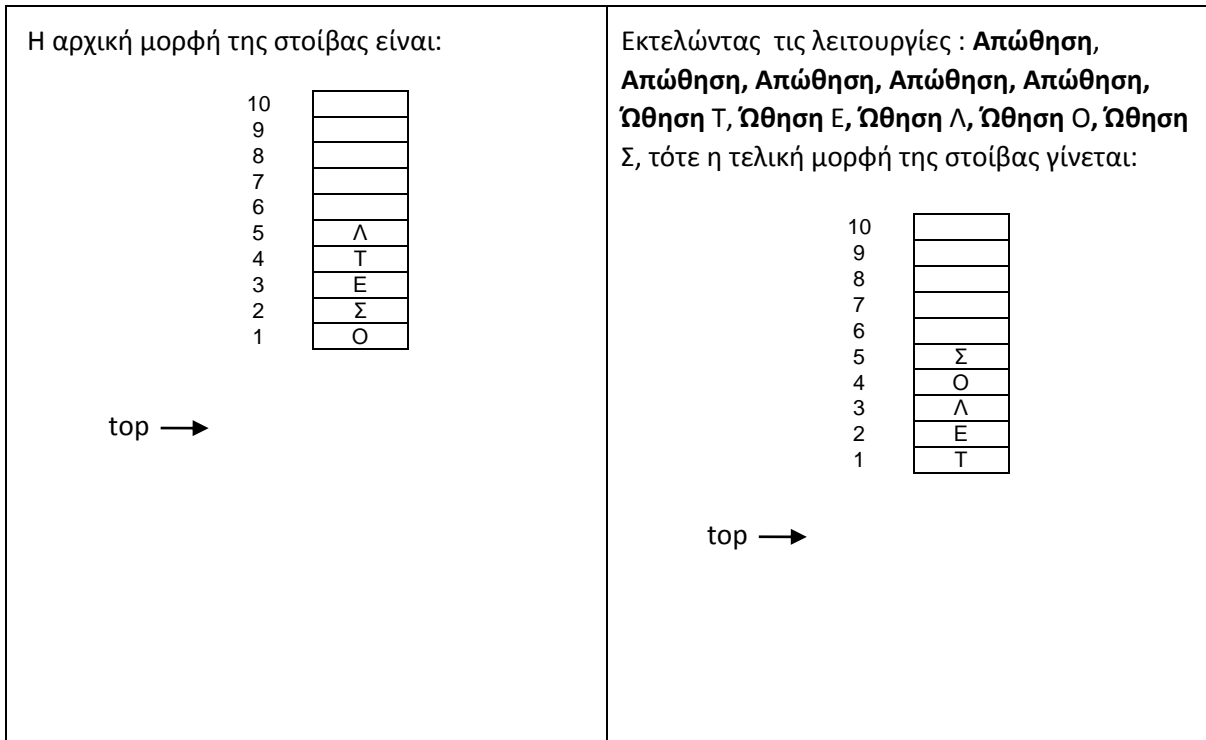 Η αρχική μορφή της στοίβας είναι:
10
9
8
7
6
5 Λ
4 Τ
3 Ε
2 Σ
1 Ο
top
Εκτελώντας τις λειτουργίες : Απώθηση,
Απώθηση, Απώθηση, Απώθηση, Απώθηση,
Ώθηση Τ, Ώθηση Ε, Ώθηση Λ, Ώθηση Ο, Ώθηση
Σ, τότε η τελική μορφή της στοίβας γίνεται:
10
9
8
7
6
5 Σ
4 Ο
3 Λ
2 Ε
1 Τ
top